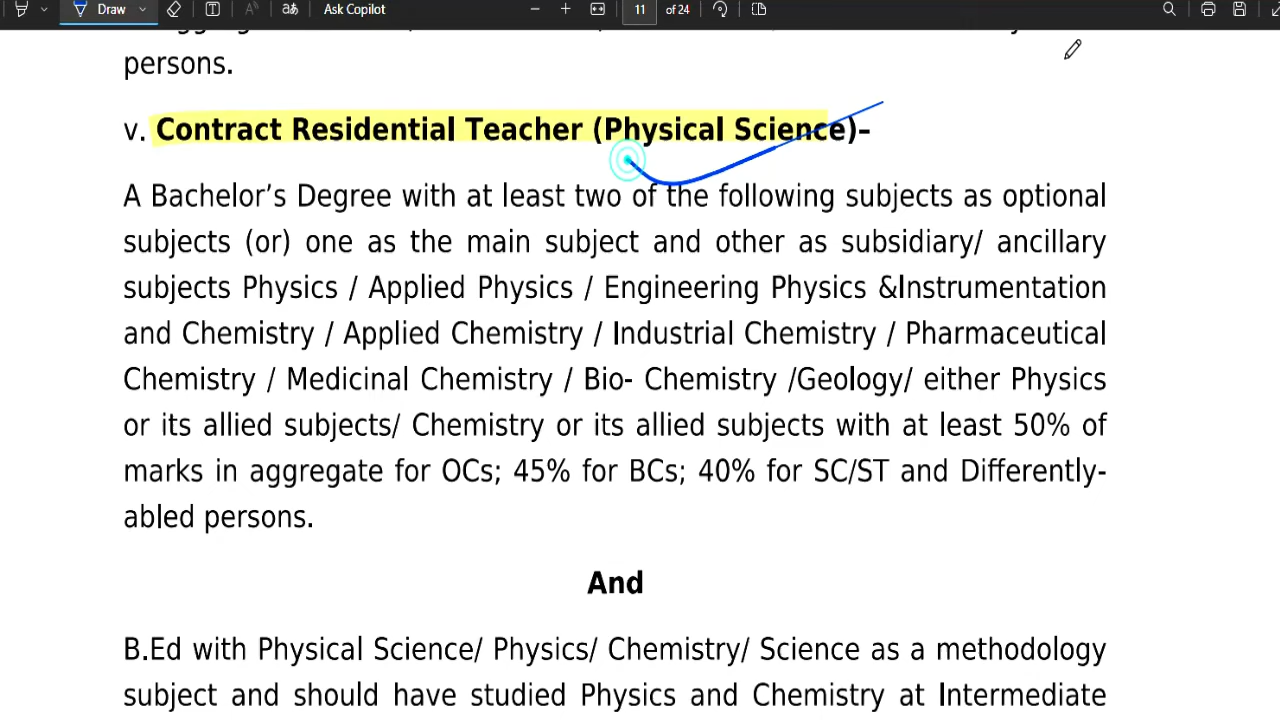 Draw
Ask Copilot
11 of 24
persons.
v. Contract Residential Teacher (Physical Science)–
A Bachelor’s Degree with at least two of the following subjects as optional
subjects (or) one as the main subject and other as subsidiary/ ancillary
subjects Physics / Applied Physics / Engineering Physics &Instrumentation
and Chemistry / Applied Chemistry / Industrial Chemistry / Pharmaceutical
Chemistry / Medicinal Chemistry / Bio- Chemistry /Geology/ either Physics
or its allied subjects/ Chemistry or its allied subjects with at least 50% of
marks in aggregate for OCs; 45% for BCs; 40% for SC/ST and Differently-
abled persons.
And
B.Ed with Physical Science/ Physics/ Chemistry/ Science as a methodology
subject and should have studied Physics and Chemistry at Intermediate